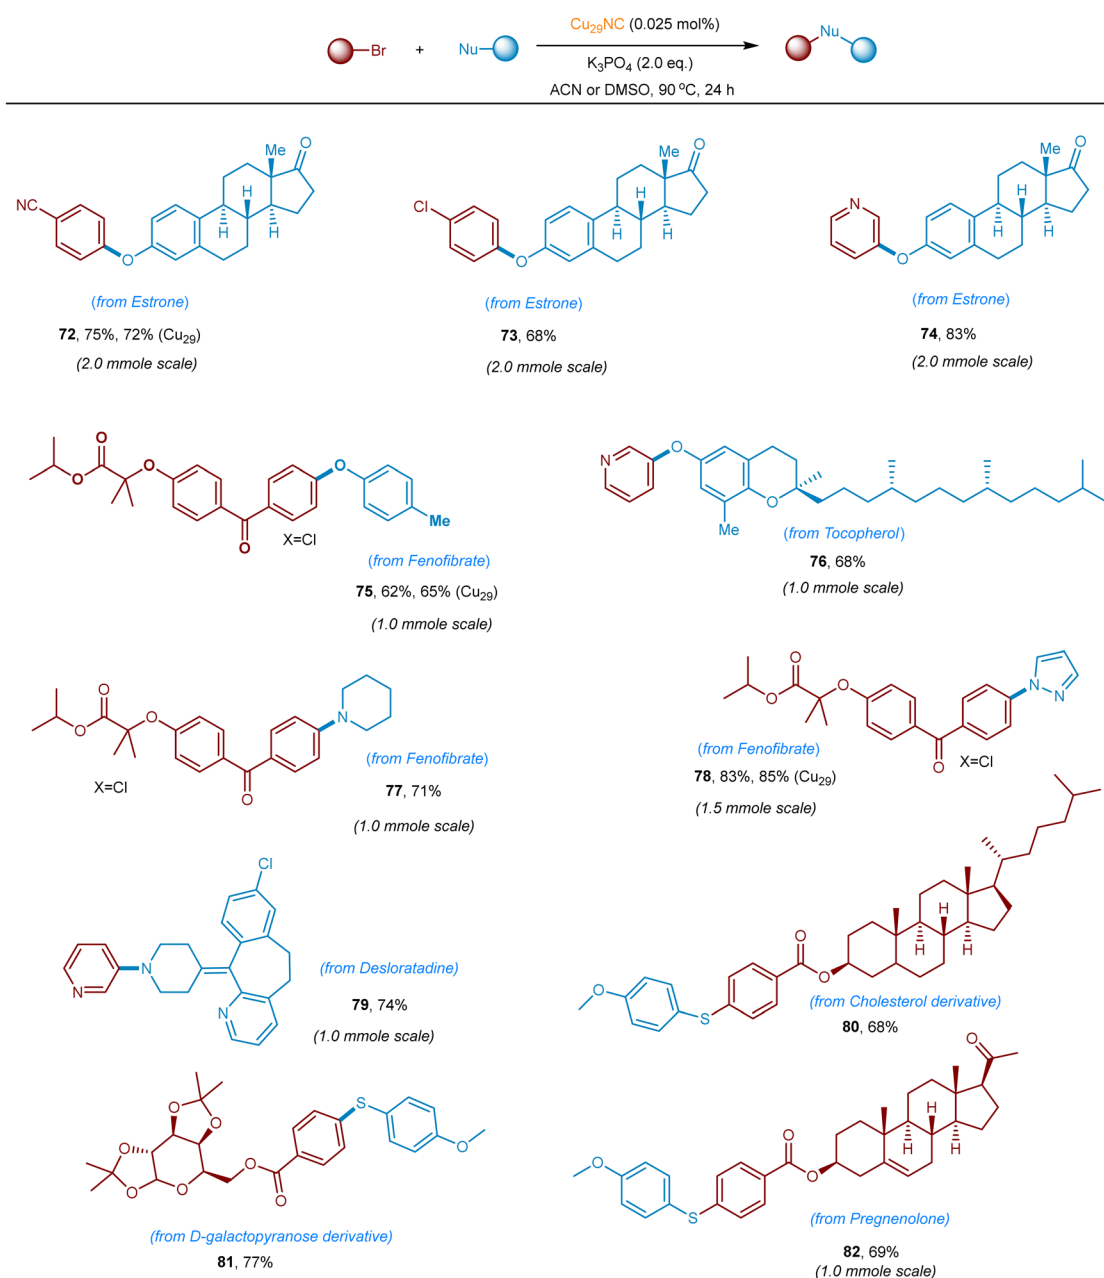 Cu29NC (0.025 mol%)
Br + Nu Nu
K3PO4 (2.0 eq.)
ACN or DMSO, 90 ºC, 24 h
NC O Me O H H H
Cl O Me O H H H
N O Me O H H H
(from Estrone)
72, 75%, 72% (Cu29)
(2.0 mmole scale)
(from Estrone)
73, 68%
(2.0 mmole scale)
(from Estrone)
74, 83%
(2.0 mmole scale)
O O O O O Me
X=Cl
(from Fenofibrate)
75, 62%, 65% (Cu29)
(1.0 mmole scale)
N O O Me
(from Tocopherol)
76, 68%
(1.0 mmole scale)
O O O O N
X=Cl
(from Fenofibrate)
77, 71%
(1.0 mmole scale)
O O O O N N
X=Cl
(from Fenofibrate)
78, 83%, 85% (Cu29)
(1.5 mmole scale)
Cl N N N
(from Desloratadine)
79, 74%
(1.0 mmole scale)
O S O O H H H
(from Cholesterol derivative)
80, 68%
O O O O O O O S O
(from D-galactopyranose derivative)
81, 77%
O S O O O H H H
(from Pregnenolone)
82, 69%
(1.0 mmole scale)